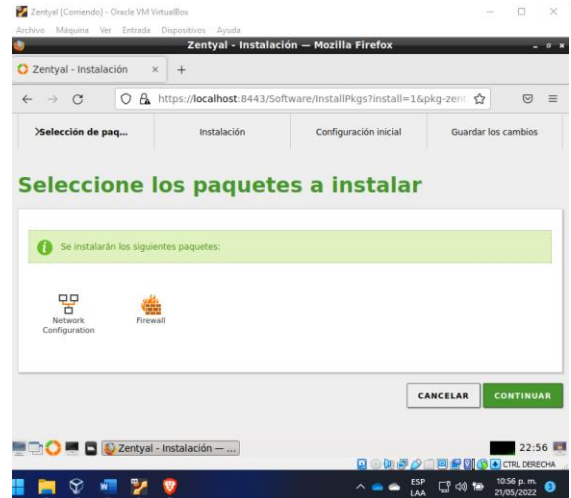 Zentyal [Corriendo] - Oracle VM VirtualBox
Archivo Máquina Ver Entrada Dispositivos Ayuda
Zentyal - Instalación — Mozilla Firefox
Zentyal - Instalación
https://localhost:8443/Software/InstallPkgs?install=1&pkg-zent
Selección de paq... Instalación Configuración inicial Guardar los cambios
Seleccione los paquetes a instalar
Se instalarán los siguientes paquetes:
Network Firewall
Configuration
CANCELAR CONTINUAR
Zentyal - Instalación — ... 22:56
CTRL DERECHA
ESP 10:56 p. m.
LAA 21/05/2022